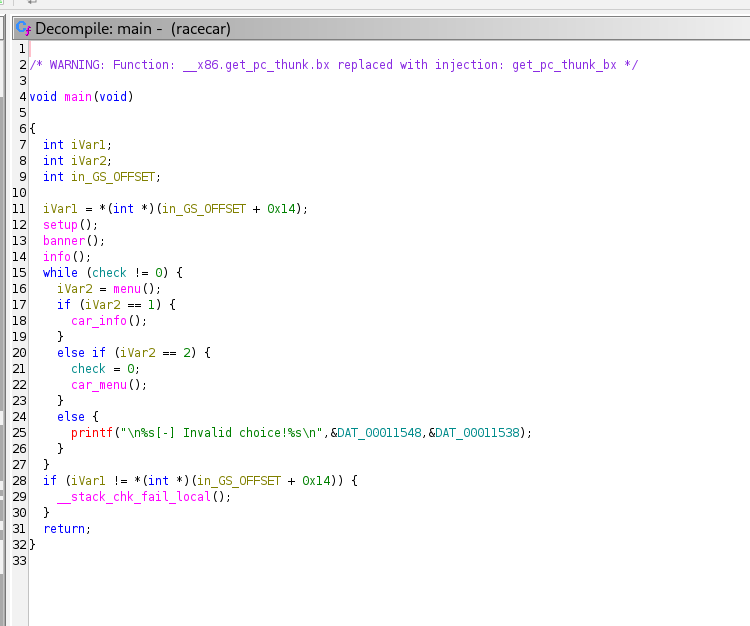 Decompile: main - (racecar)
1
2 /* WARNING: Function: __x86.get_pc_thunk.bx replaced with injection: get_pc_thunk_bx */
3
4 void main(void)
5
6 {
7   int iVar1;
8   int iVar2;
9   int in_GS_OFFSET;
10
11   iVar1 = *(int *)(in_GS_OFFSET + 0x14);
12   setup();
13   banner();
14   info();
15   while (check != 0) {
16     iVar2 = menu();
17     if (iVar2 == 1) {
18       car_info();
19     }
20     else if (iVar2 == 2) {
21       check = 0;
22       car_menu();
23     }
24     else {
25       printf("\n%s[-] Invalid choice!%s\n",&DAT_00011548,&DAT_00011538);
26     }
27   }
28   if (iVar1 != *(int *)(in_GS_OFFSET + 0x14)) {
29     __stack_chk_fail_local();
30   }
31   return;
32 }
33